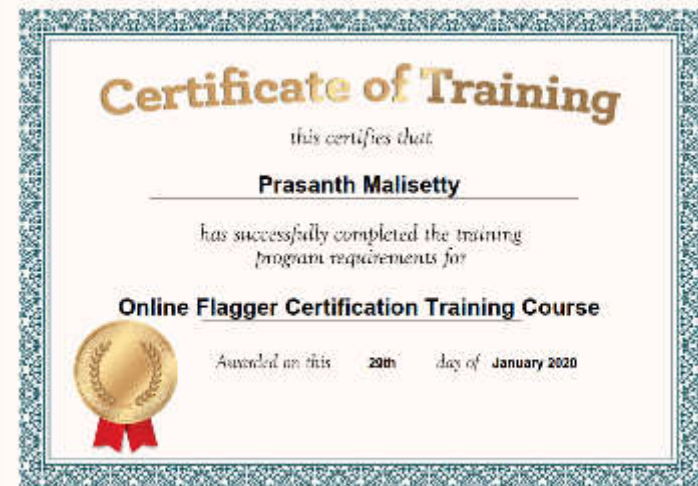 Certificate of Training
this certifies that
Prasanth Malisetty
has successfully completed the training
program requirements for
Online Flagger Certification Training Course
Awarded on this 29th day of January 2020